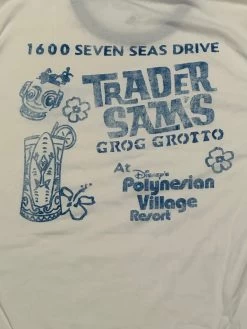 1600 SEVEN SEAS DRIVE
TRADER
SAM'S
GROG GROTTO
At
Disney's
Polynesian
Village
Resort